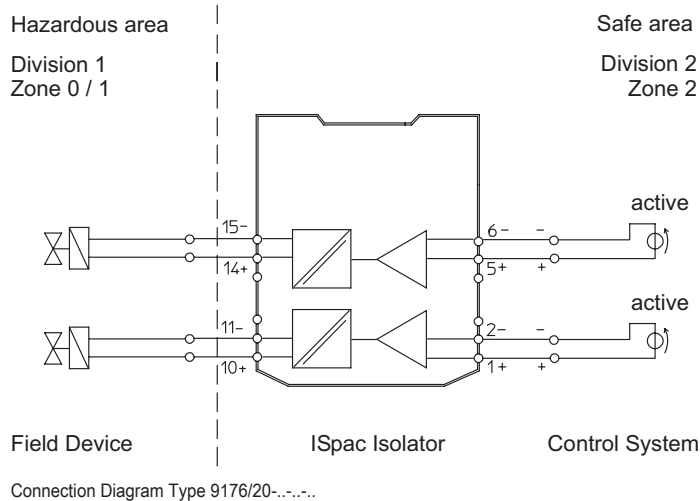 Hazardous area
Safe area
Division 1
Zone 0 / 1
Division 2
Zone 2
active
15-
6 -
-
14+
5+
+
active
11-
2-
-
10+
1+
+
Field Device
ISpac Isolator
Control System
Connection Diagram Type 9176/20-..-..-..